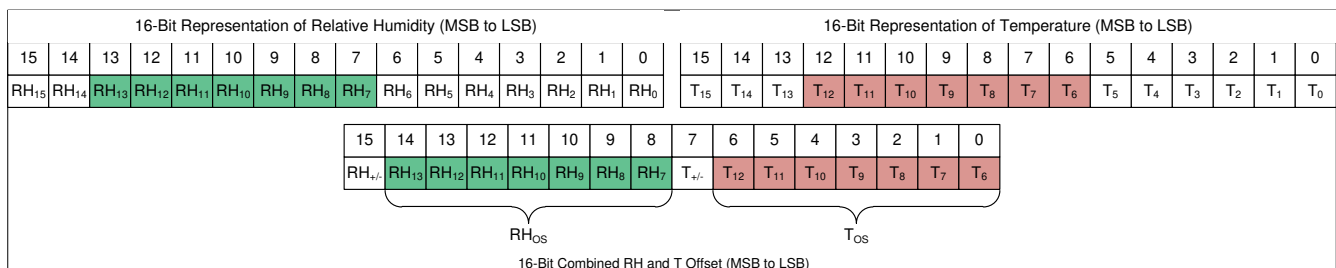 16-Bit Representation of Relative Humidity (MSB to LSB) 16-Bit Representation of Temperature (MSB to LSB)
15 14 13 12 11 10 9 8 7 6 5 4 3 2 1 0 15 14 13 12 11 10 9 8 7 6 5 4 3 2 1 0
RH₁₅ RH₁₄ RH₁₃ RH₁₂ RH₁₁ RH₁₀ RH₉ RH₈ RH₇ RH₆ RH₅ RH₄ RH₃ RH₂ RH₁ RH₀ T₁₅ T₁₄ T₁₃ T₁₂ T₁₁ T₁₀ T₉ T₈ T₇ T₆ T₅ T₄ T₃ T₂ T₁ T₀
15 14 13 12 11 10 9 8 7 6 5 4 3 2 1 0
RH₊/₋ RH₁₃ RH₁₂ RH₁₁ RH₁₀ RH₉ RH₈ RH₇ T₊/₋ T₁₂ T₁₁ T₁₀ T₉ T₈ T₇ T₆
RHOS TOS
16-Bit Combined RH and T Offset (MSB to LSB)